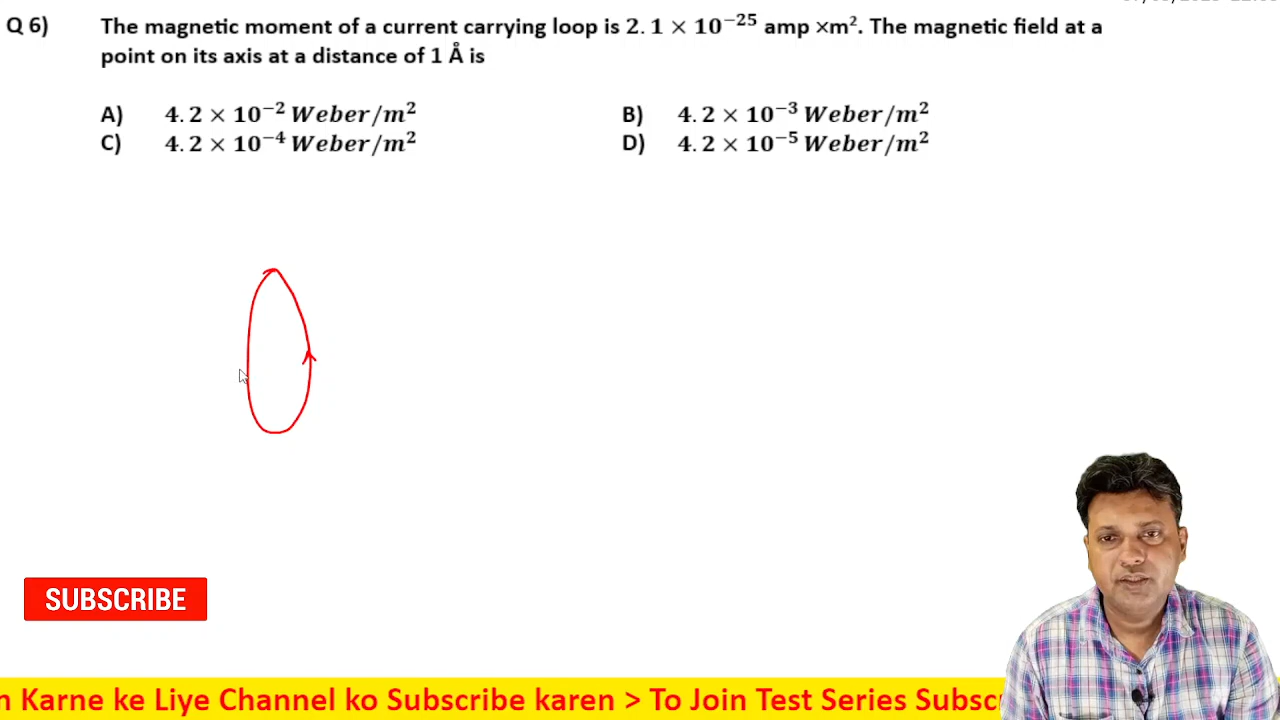 Q 6) The magnetic moment of a current carrying loop is 2.1 × 10⁻²⁵ amp ×m². The magnetic field at a
point on its axis at a distance of 1 Å is
A) 4.2 × 10⁻² Weber/m² B) 4.2 × 10⁻³ Weber/m²
C) 4.2 × 10⁻⁴ Weber/m² D) 4.2 × 10⁻⁵ Weber/m²
SUBSCRIBE
Karne ke Liye Channel ko Subscribe karen > To Join Test Series